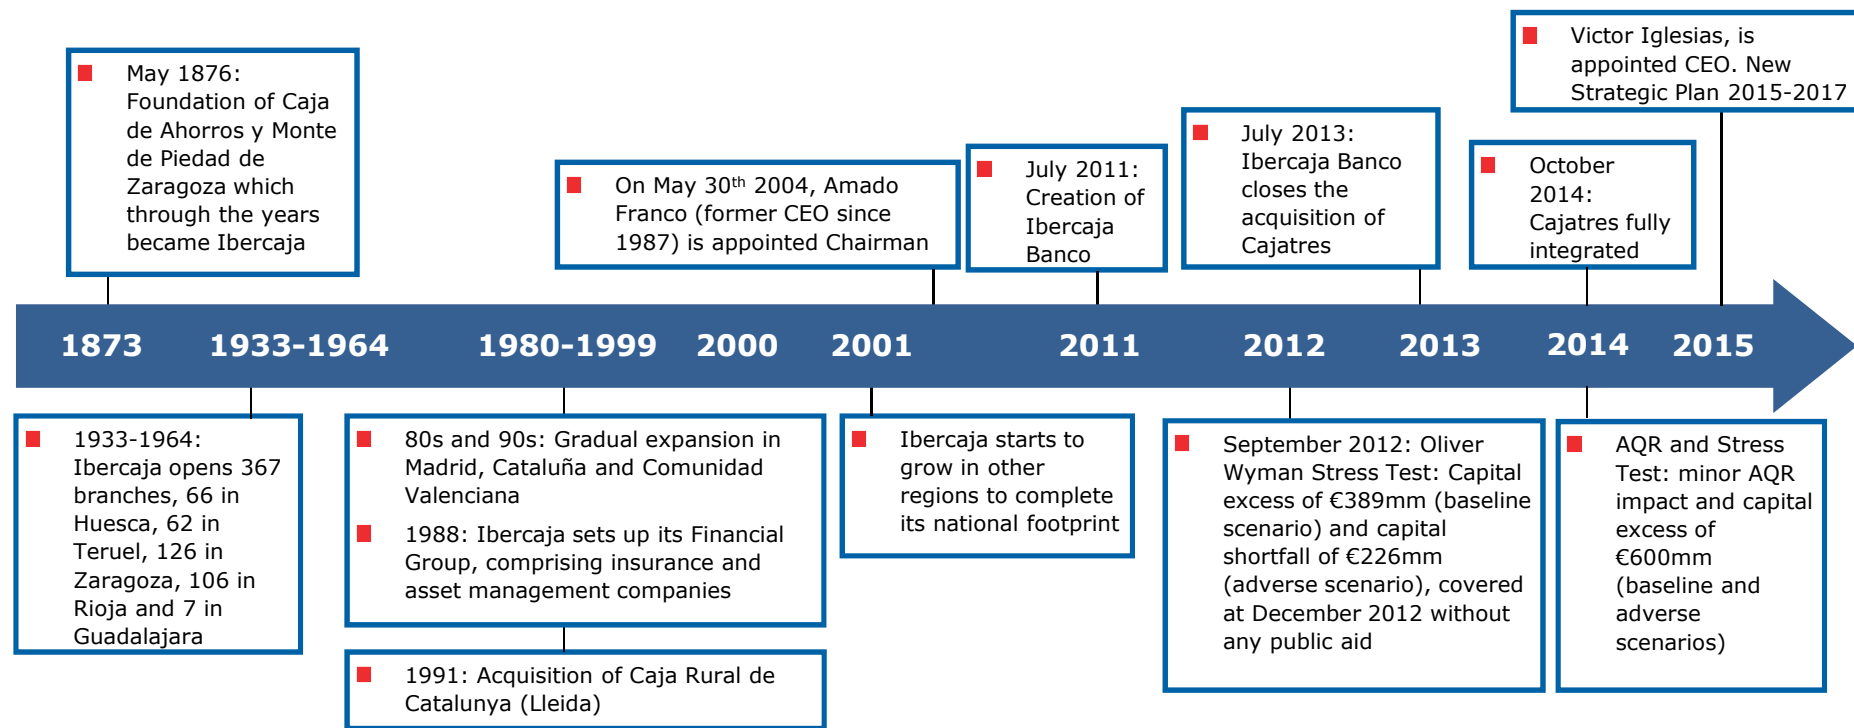 May 1876:
Foundation of Caja
de Ahorros y Monte
de Piedad de
Zaragoza which
through the years
became Ibercaja
On May 30th 2004, Amado
Franco (former CEO since
1987) is appointed Chairman
July 2011:
Creation of
Ibercaja
Banco
July 2013:
Ibercaja Banco
closes the
acquisition of
Cajatres
October
2014:
Cajatres fully
integrated
Victor Iglesias, is
appointed CEO. New
Strategic Plan 2015-2017
1873 1933-1964 1980-1999 2000 2001 2011 2012 2013 2014 2015
1933-1964:
Ibercaja opens 367
branches, 66 in
Huesca, 62 in
Teruel, 126 in
Zaragoza, 106 in
Rioja and 7 in
Guadalajara
80s and 90s: Gradual expansion in
Madrid, Cataluña and Comunidad
Valenciana
1988: Ibercaja sets up its Financial
Group, comprising insurance and
asset management companies
1991: Acquisition of Caja Rural de
Catalunya (Lleida)
Ibercaja starts to
grow in other
regions to complete
its national footprint
September 2012: Oliver
Wyman Stress Test: Capital
excess of €389mm (baseline
scenario) and capital
shortfall of €226mm
(adverse scenario), covered
at December 2012 without
any public aid
AQR and Stress
Test: minor AQR
impact and capital
excess of
€600mm
(baseline and
adverse
scenarios)